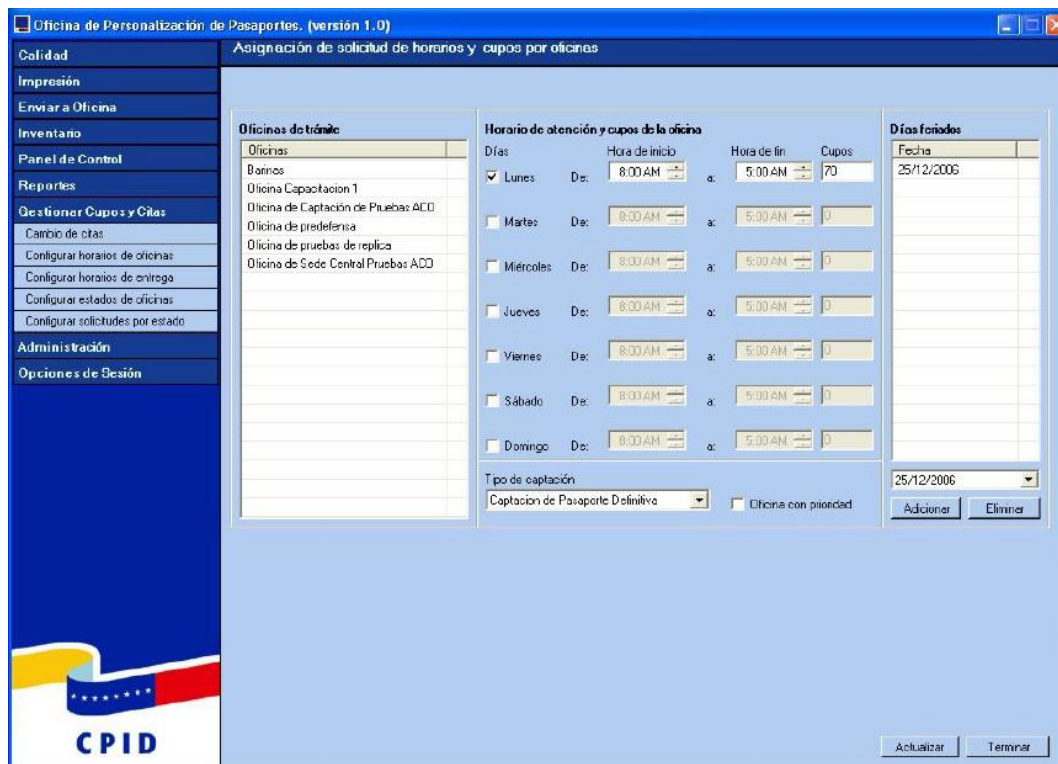 Oficina de Personalización de Pasaportes. (versión 1.0)
Asignación de solicitud de horarios y cupos por oficinas
Calidad
Impresión
Enviar a Oficina
Inventario
Panel de Control
Reportes
Gestionar Cupos y Citas
Cambio de citas
Configurar horarios de oficinas
Configurar horarios de entrega
Configurar estados de oficinas
Configurar solicitudes por estado
Administración
Opciones de Sesión
CPID
Oficinas de trámite
Oficinas
Barinas
Oficina Capacitacion 1
Oficina de Captación de Pruebas ACD
Oficina de predefensa
Oficina de pruebas de replica
Oficina de Sede Central Pruebas ACD
Horario de atención y cupos de la oficina
Días Hora de inicio Hora de fin Cupos
Lunes De: 8:00 AM a: 5:00 AM 70
Martes De: 8:00 AM a: 5:00 AM 0
Miércoles De: 8:00 AM a: 5:00 AM 0
Jueves De: 8:00 AM a: 5:00 AM 0
Viernes De: 8:00 AM a: 5:00 AM 0
Sábado De: 8:00 AM a: 5:00 AM 0
Domingo De: 8:00 AM a: 5:00 AM 0
Tipo de captación
Captacion de Pasaporte Definitiva Oficina con prioridad
Días feriados
Fecha
25/12/2006
25/12/2006
Adicionar Eliminar
Actualizar Terminar